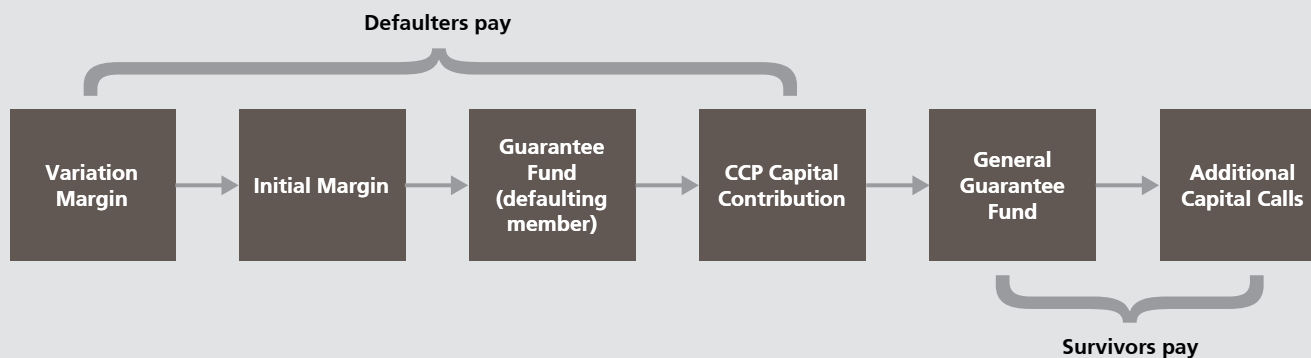 Defaulters pay
Variation
Margin
Initial Margin
Guarantee
Fund
(defaulting
member)
CCP Capital
Contribution
General
Guarantee
Fund
Additional
Capital Calls
Survivors pay